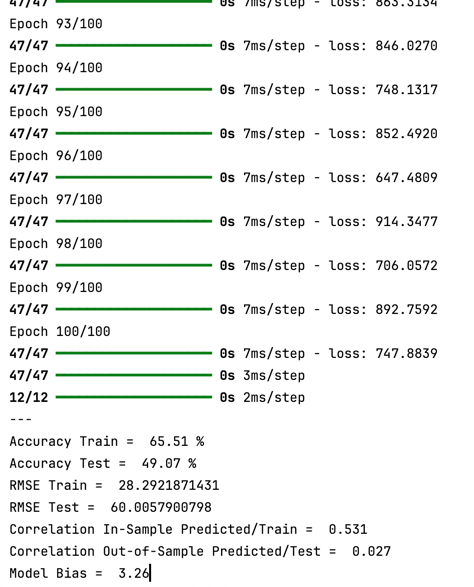 47/47 0s 7ms/step - loss: 863.3134
Epoch 93/100
47/47 0s 7ms/step - loss: 846.0270
Epoch 94/100
47/47 0s 7ms/step - loss: 748.1317
Epoch 95/100
47/47 0s 7ms/step - loss: 852.4920
Epoch 96/100
47/47 0s 7ms/step - loss: 647.4809
Epoch 97/100
47/47 0s 7ms/step - loss: 914.3477
Epoch 98/100
47/47 0s 7ms/step - loss: 706.0572
Epoch 99/100
47/47 0s 7ms/step - loss: 892.7592
Epoch 100/100
47/47 0s 7ms/step - loss: 747.8839
47/47 0s 3ms/step
12/12 0s 2ms/step
---
Accuracy Train =  65.51 %
Accuracy Test =  49.07 %
RMSE Train =  28.2921871431
RMSE Test =  60.0057900798
Correlation In-Sample Predicted/Train =  0.531
Correlation Out-of-Sample Predicted/Test =  0.027
Model Bias =  3.26